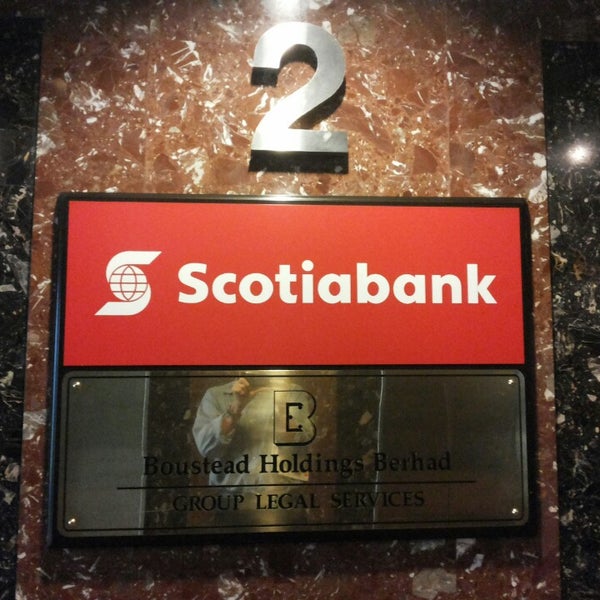 2
Scotiabank
B
Boustead Holdings Berhad
GROUP LEGAL SERVICES